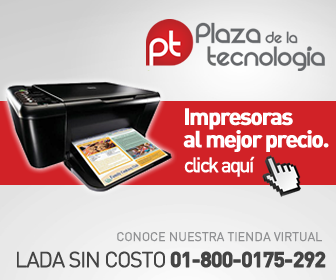 pt
Plaza de la
tecnología
Impresoras
al mejor precio.
click aquí
CONOCE NUESTRA TIENDA VIRTUAL
LADA SIN COSTO 01-800-0175-292